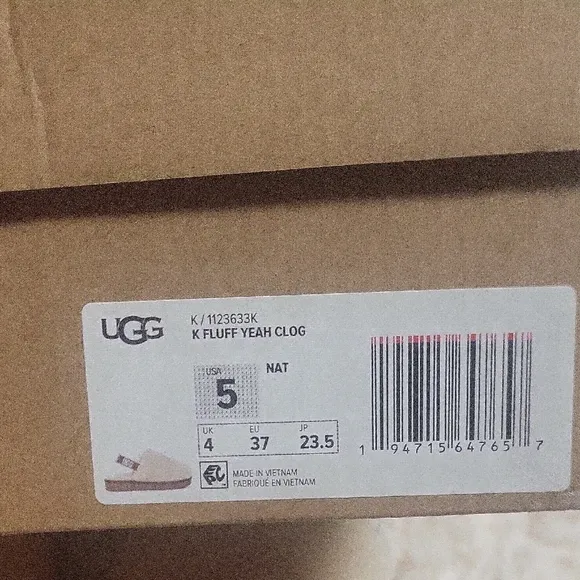 UGG
K / 1123633K
K FLUFF YEAH CLOG
USA
5
NAT
UK EU JP
4 37 23.5
MADE IN VIETNAM
FABRIQUÉ EN VIETNAM
1 94715 64765 7